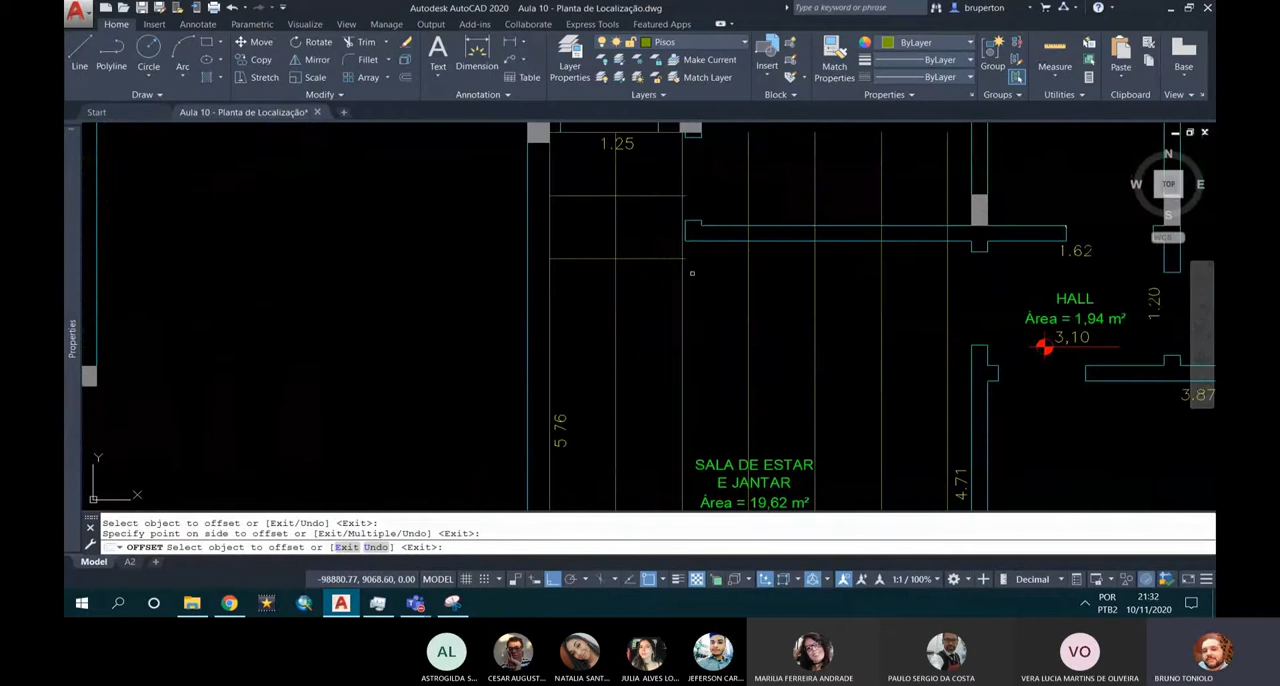 Autodesk AutoCAD 2020 Aula 10 - Planta de Localização.dwg
Type a keyword or phrase
bruperton
Home Insert Annotate Parametric View Manage Output Add-ins Collaborate Express Tools Featured Apps
Line Polyline Circle Arc
Move Rotate Trim
Copy Mirror Fillet
Stretch Scale Array
Text Dimension Table
Layer Properties
Pisos
Make Current
Match Layer
Insert
Match Properties
ByLayer
ByLayer
ByLayer
Group
Measure
Paste
Base
Draw Modify Annotation Layers Block Properties Groups Utilities Clipboard View
Start Aula 10 - Planta de Localização*
1.25
N
W TOP E
S
WCS
1.62
HALL
Área = 1,94 m²
3,10
1.20
3.87
Properties
5.76
SALA DE ESTAR
E JANTAR
Área = 19,62 m²
4.71
Y
X
Select object to offset or [Exit/Undo] <Exit>:
Specify point on side to offset or [Exit/Multiple/Undo] <Exit>:
OFFSET Select object to offset or [Exit Undo] <Exit>:
Model A2
-98880.77, 9068.60, 0.00 MODEL 1:1 / 100% Decimal
POR
PTB2
21:32
10/11/2020
AL
VO
ASTROGILDA S... CESAR AUGUST... NATALIA SANT... JULIA ALVES LO... JEFERSON CAR... MARILIA FERREIRA ANDRADE PAULO SERGIO DA COSTA VERA LUCIA MARTINS DE OLIVEIRA BRUNO TONIOLO